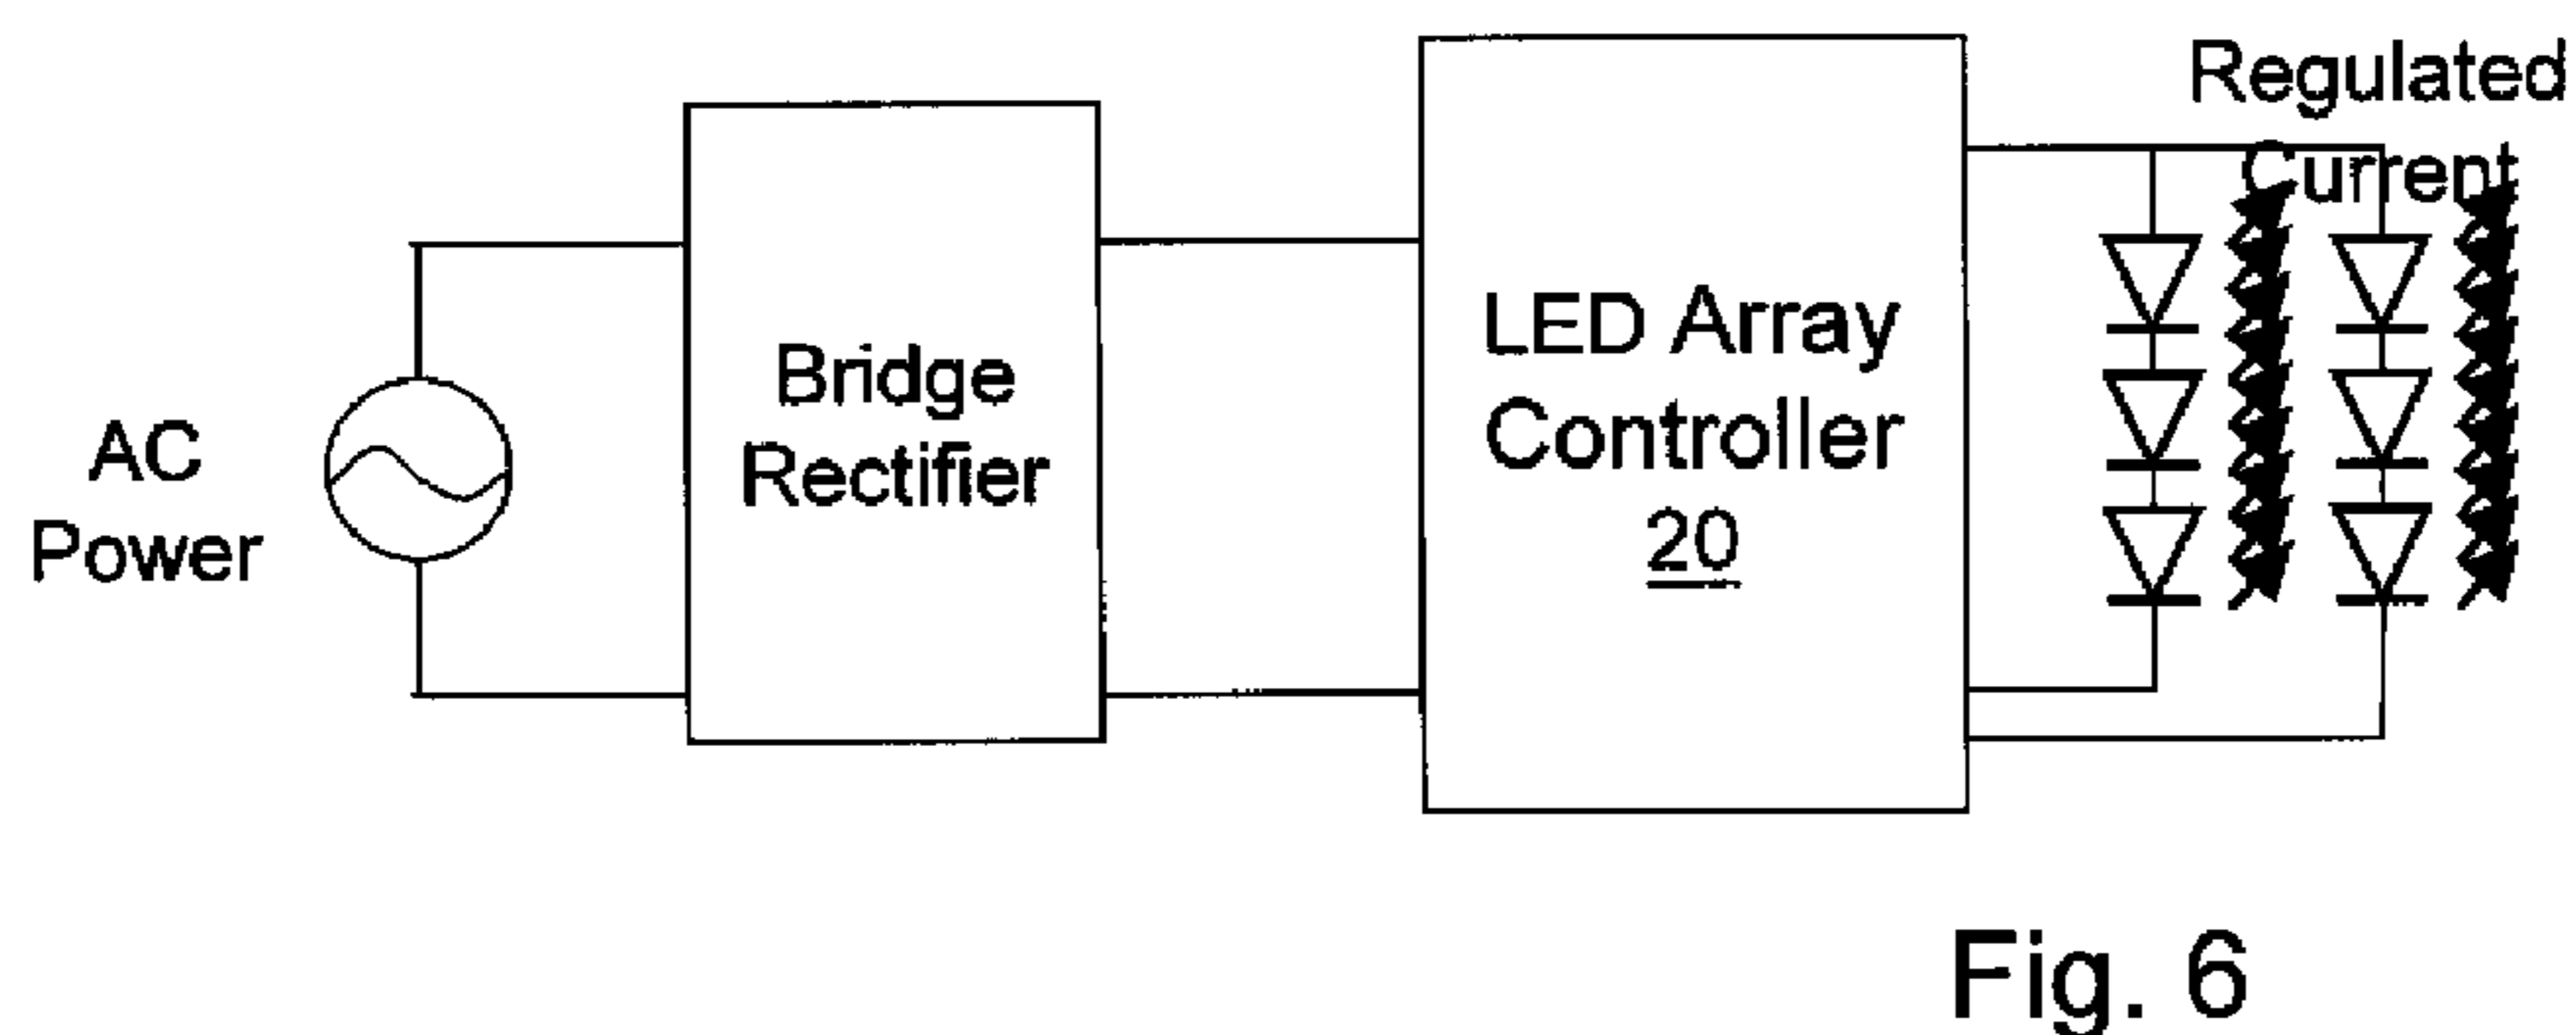 AC
Power
Bridge
Rectifier
LED Array
Controller
20
Regulated
Current
Fig. 6